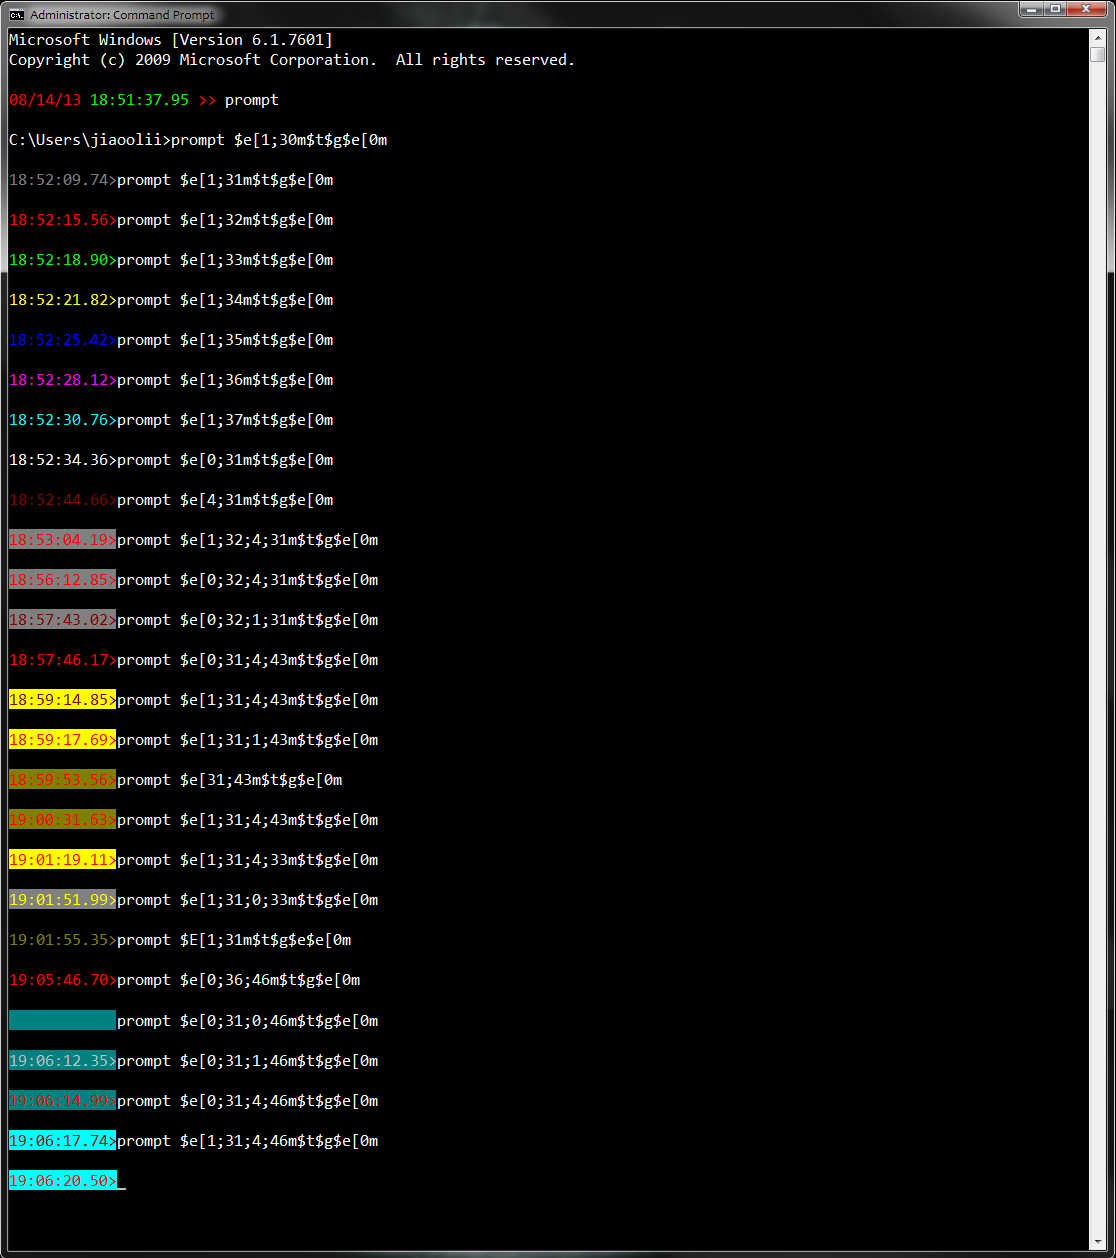 Administrator: Command Prompt
Microsoft Windows [Version 6.1.7601]
Copyright (c) 2009 Microsoft Corporation.  All rights reserved.
08/14/13 18:51:37.95 >> prompt
C:\Users\jiaoolii>prompt $e[1;30m$t$g$e[0m
18:52:09.74>prompt $e[1;31m$t$g$e[0m
18:52:15.56>prompt $e[1;32m$t$g$e[0m
18:52:18.90>prompt $e[1;33m$t$g$e[0m
18:52:21.82>prompt $e[1;34m$t$g$e[0m
18:52:25.42>prompt $e[1;35m$t$g$e[0m
18:52:28.12>prompt $e[1;36m$t$g$e[0m
18:52:30.76>prompt $e[1;37m$t$g$e[0m
18:52:34.36>prompt $e[0;31m$t$g$e[0m
18:52:44.66>prompt $e[4;31m$t$g$e[0m
18:53:04.19>prompt $e[1;32;4;31m$t$g$e[0m
18:56:12.85>prompt $e[0;32;4;31m$t$g$e[0m
18:57:43.02>prompt $e[0;32;1;31m$t$g$e[0m
18:57:46.17>prompt $e[0;31;4;43m$t$g$e[0m
18:59:14.85>prompt $e[1;31;4;43m$t$g$e[0m
18:59:17.69>prompt $e[1;31;1;43m$t$g$e[0m
18:59:53.56>prompt $e[31;43m$t$g$e[0m
19:00:31.63>prompt $e[1;31;4;43m$t$g$e[0m
19:01:19.11>prompt $e[1;31;4;33m$t$g$e[0m
19:01:51.99>prompt $e[1;31;0;33m$t$g$e[0m
19:01:55.35>prompt $E[1;31m$t$g$e$e[0m
19:05:46.70>prompt $e[0;36;46m$t$g$e[0m
prompt $e[0;31;0;46m$t$g$e[0m
19:06:12.35>prompt $e[0;31;1;46m$t$g$e[0m
19:06:14.99>prompt $e[0;31;4;46m$t$g$e[0m
19:06:17.74>prompt $e[1;31;4;46m$t$g$e[0m
19:06:20.50>_